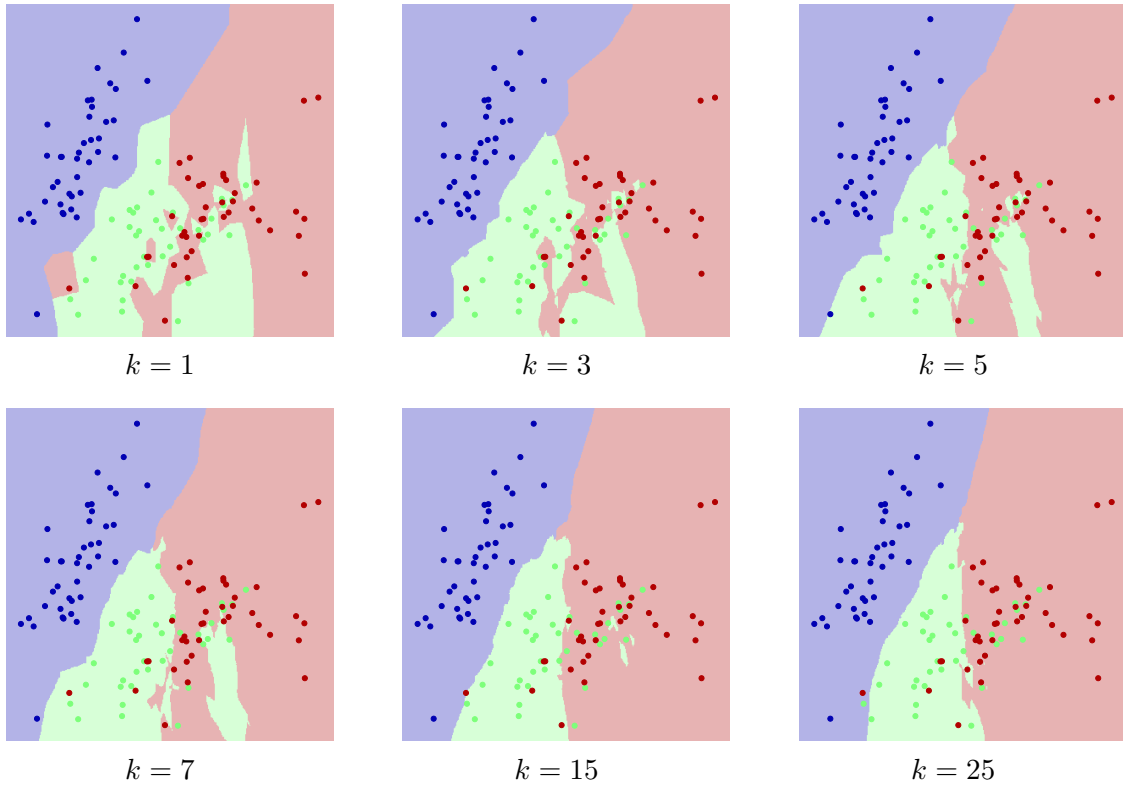 k = 1
k = 3
k = 5
k = 7
k = 15
k = 25